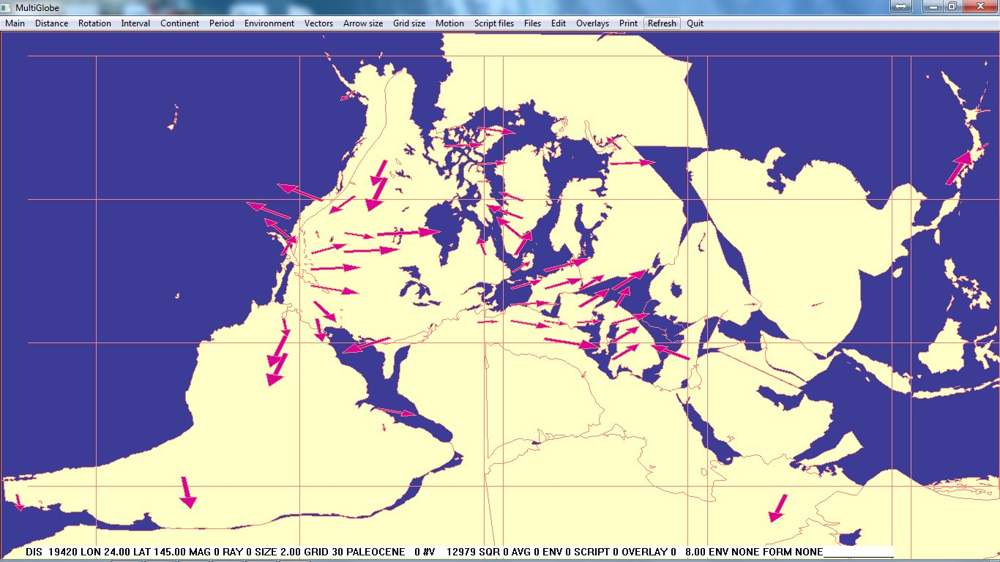 MultiGlobe
Main Distance Rotation Interval Continent Period Environment Vectors Arrow size Grid size Motion Script files Files Edit Overlays Print Refresh Quit
DIS 19420 LON 24.00 LAT 145.00 MAG 0 RAY 0 SIZE 2.00 GRID 30 PALEOCENE 0 #V 12979 SQR 0 AVG 0 ENV 0 SCRIPT 0 OVERLAY 0 8.00 ENV NONE FORM NONE____________